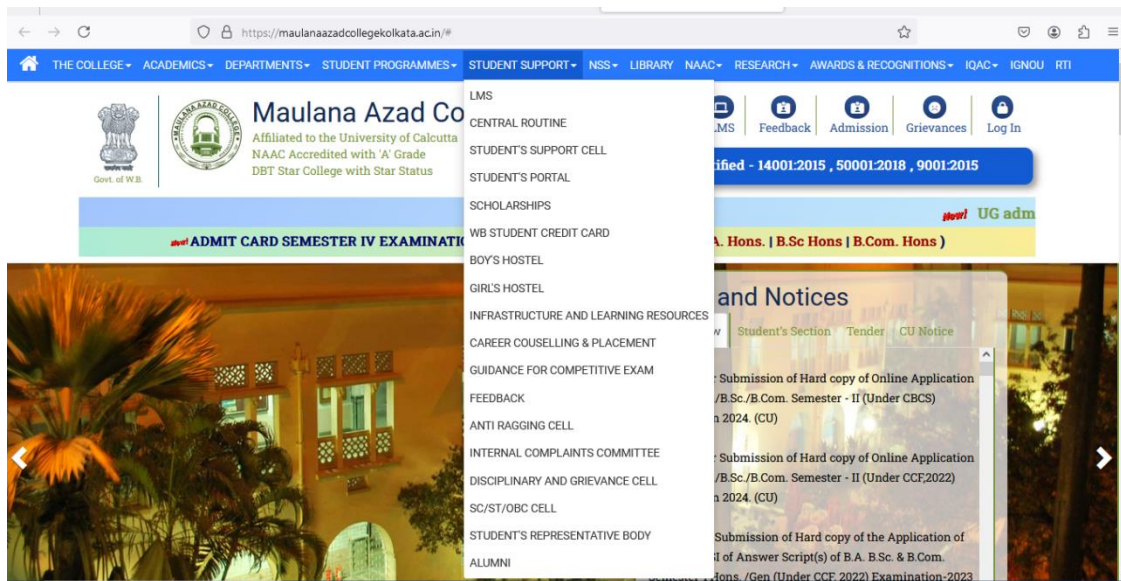 https://maulanaazadcollegekolkata.ac.in/#
THE COLLEGE ACADEMICS DEPARTMENTS STUDENT PROGRAMMES STUDENT SUPPORT NSS LIBRARY NAAC RESEARCH AWARDS & RECOGNITIONS IQAC IGNOU RTI
Govt. of W.B.
MAULANA AZAD COLLEGE
Maulana Azad Co
Affiliated to the University of Calcutta
NAAC Accredited with 'A' Grade
DBT Star College with Star Status
LMS
CENTRAL ROUTINE
STUDENT'S SUPPORT CELL
STUDENT'S PORTAL
SCHOLARSHIPS
WB STUDENT CREDIT CARD
BOY'S HOSTEL
GIRL'S HOSTEL
INFRASTRUCTURE AND LEARNING RESOURCES
CAREER COUSELLING & PLACEMENT
GUIDANCE FOR COMPETITIVE EXAM
FEEDBACK
ANTI RAGGING CELL
INTERNAL COMPLAINTS COMMITTEE
DISCIPLINARY AND GRIEVANCE CELL
SC/ST/OBC CELL
STUDENT'S REPRESENTATIVE BODY
ALUMNI
MS Feedback Admission Grievances Log In
ified - 14001:2015 , 50001:2018 , 9001:2015
New! UG adm
New! ADMIT CARD SEMESTER IV EXAMINATI
. Hons. | B.Sc Hons | B.Com. Hons )
and Notices
w Student's Section Tender CU Notice
Submission of Hard copy of Online Application
/B.Sc./B.Com. Semester - II (Under CBCS)
n 2024. (CU)
Submission of Hard copy of Online Application
/B.Sc./B.Com. Semester - II (Under CCF,2022)
n 2024. (CU)
Submission of Hard copy of the Application of
SI of Answer Script(s) of B.A. B.Sc. & B.Com.
Semester I Hons. /Gen (Under CCF, 2022) Examination-2023